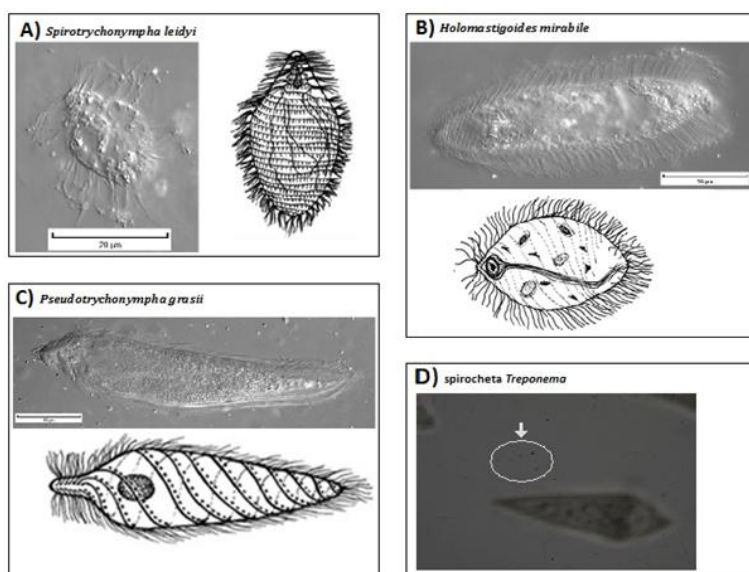 A) Spirotrychonympha leidyi
20 µm
B) Holomastigoides mirabile
C) Pseudotrychonympha grasii
D) spirocheta Treponema